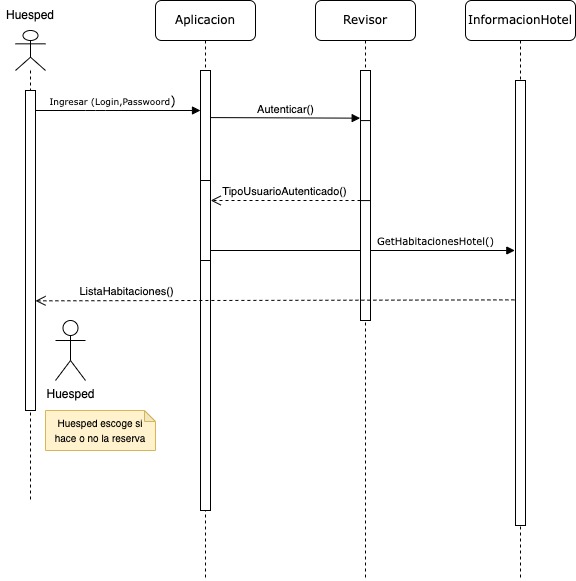 Huesped
Aplicacion
Revisor
InformacionHotel
Ingresar (Login,Passwoord)
Autenticar()
TipoUsuarioAutenticado()
GetHabitacionesHotel()
ListaHabitaciones()
Huesped
Huesped escoge si
hace o no la reserva